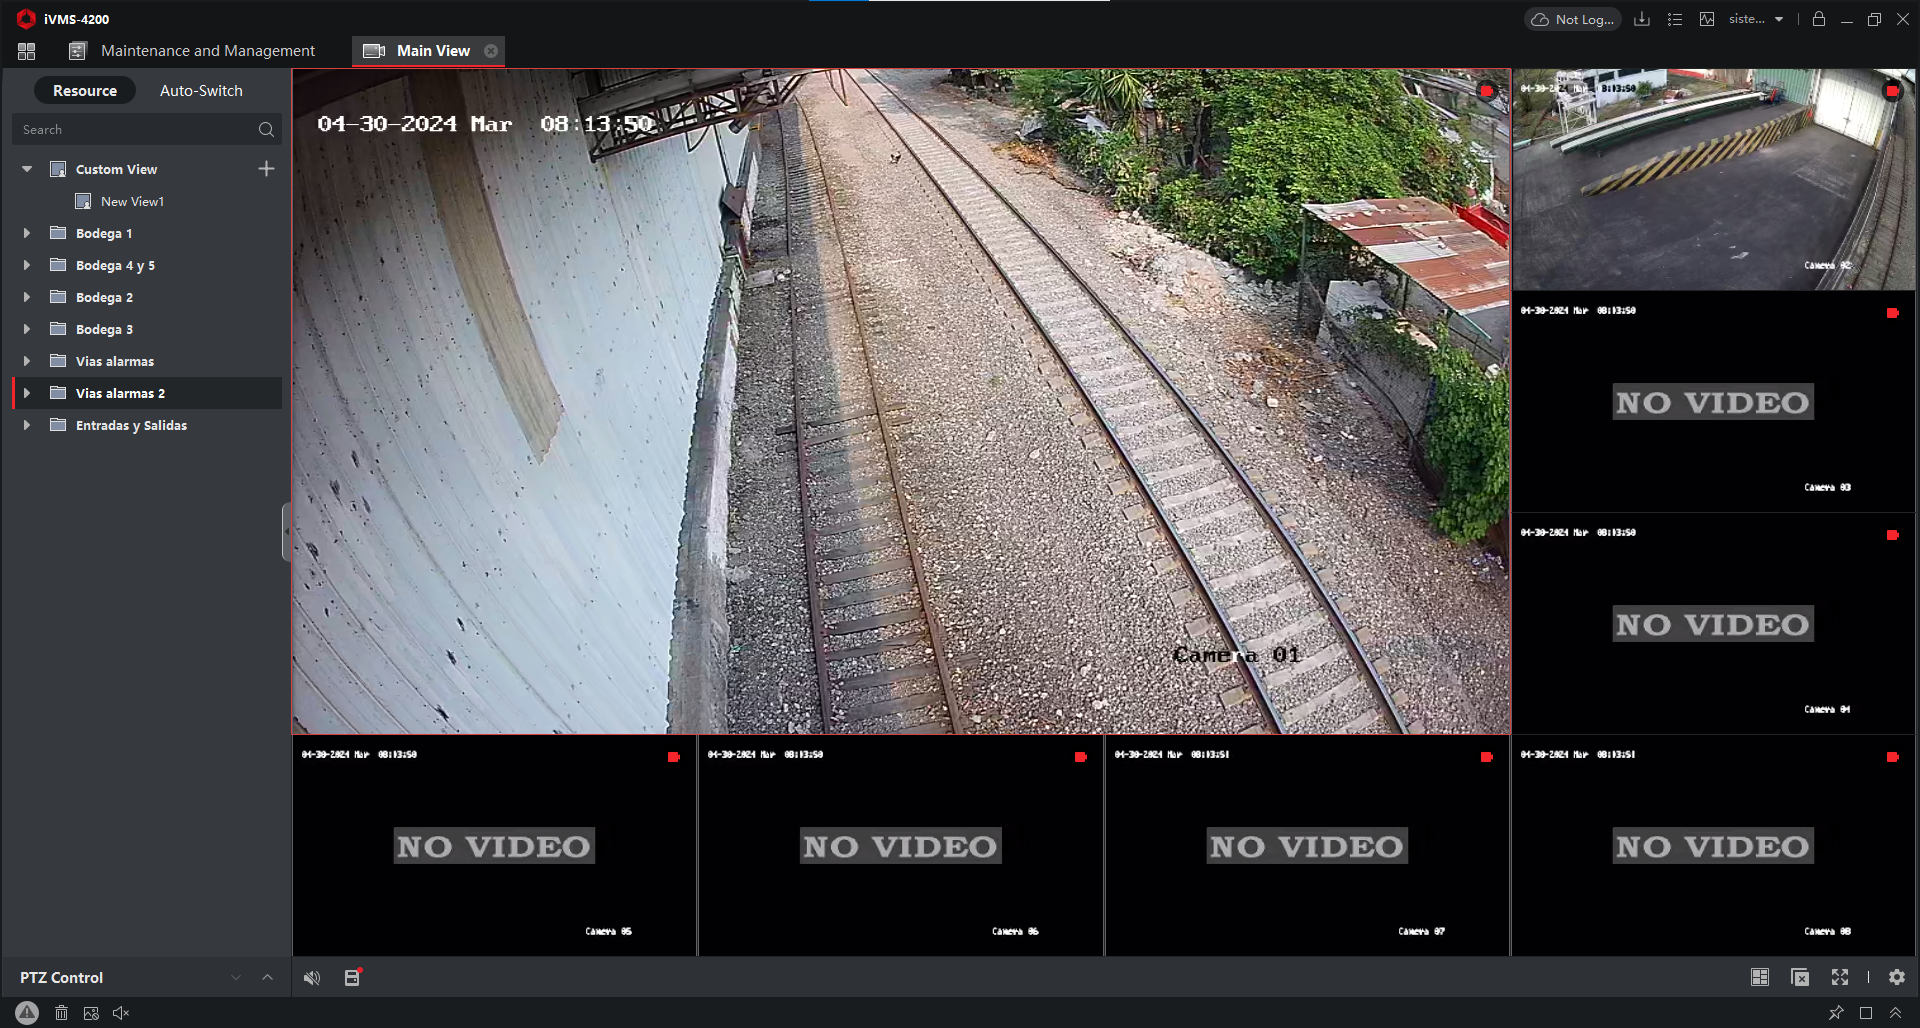 iVMS-4200
Not Log...
siste...
Maintenance and Management
Main View
Resource
Auto-Switch
Search
Custom View
New View1
Bodega 1
Bodega 4 y 5
Bodega 2
Bodega 3
Vias alarmas
Vias alarmas 2
Entradas y Salidas
PTZ Control
04-30-2024 Mar 08:13:50
Camera 01
04-30-2024 Mar 08:13:50
Camera 02
04-30-2024 Mar 08:13:50
NO VIDEO
Camera 03
04-30-2024 Mar 08:13:50
NO VIDEO
Camera 04
04-30-2024 Mar 08:13:50
NO VIDEO
Camera 05
04-30-2024 Mar 08:13:50
NO VIDEO
Camera 06
04-30-2024 Mar 08:13:51
NO VIDEO
Camera 07
04-30-2024 Mar 08:13:51
NO VIDEO
Camera 08